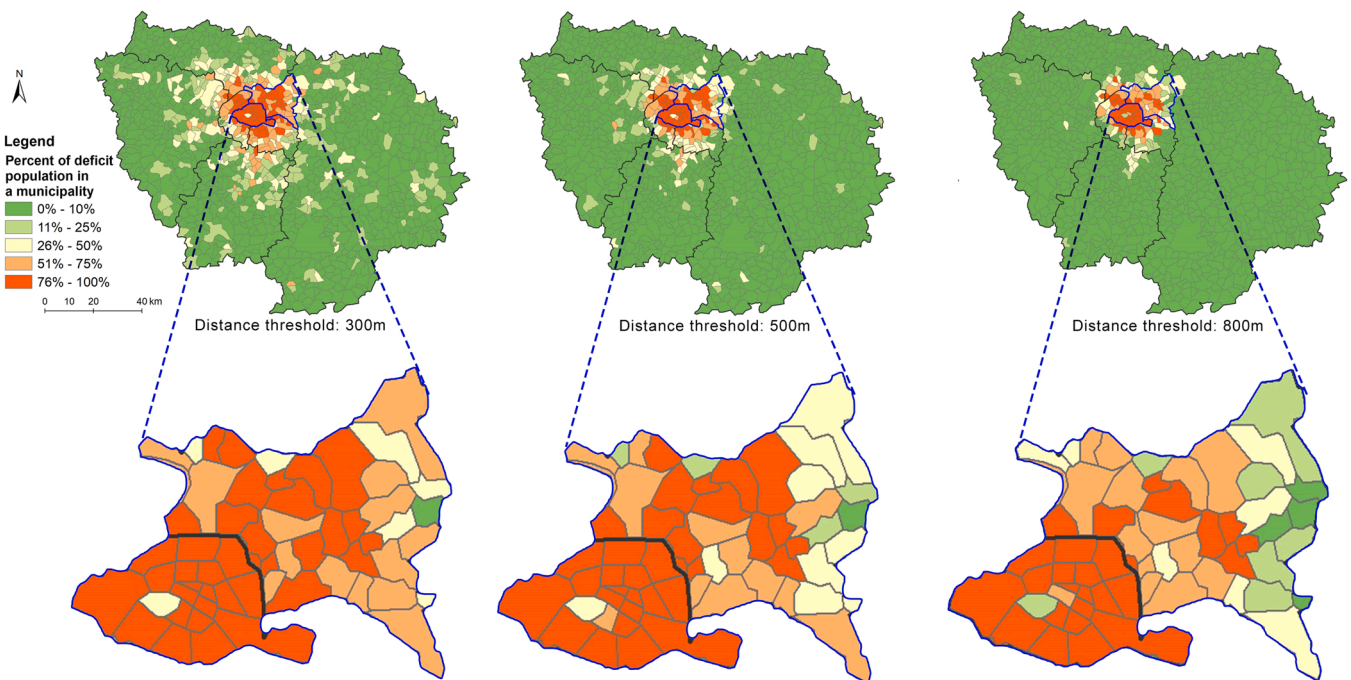 N
Legend
Percent of deficit
population in
a municipality
0% - 10%
11% - 25%
26% - 50%
51% - 75%
76% - 100%
0 10 20 40 km
Distance threshold: 300m
Distance threshold: 500m
Distance threshold: 800m